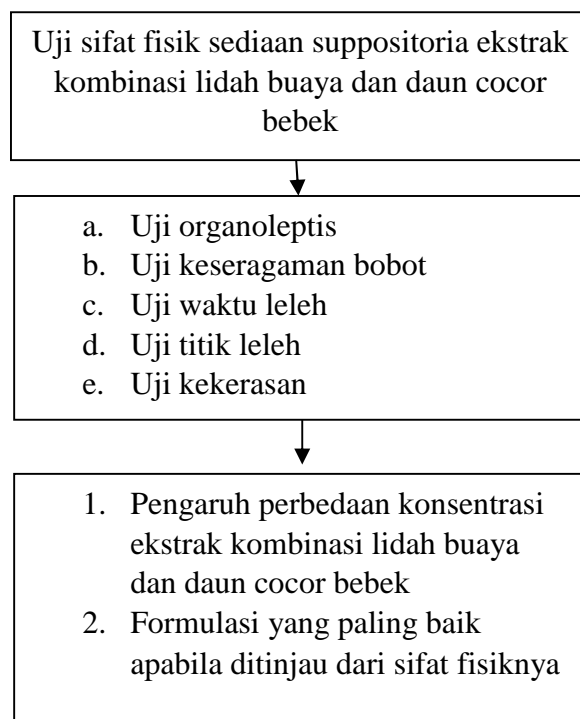 Uji sifat fisik sediaan suppositoria ekstrak
kombinasi lidah buaya dan daun cocor
bebek
a. Uji organoleptis
b. Uji keseragaman bobot
c. Uji waktu leleh
d. Uji titik leleh
e. Uji kekerasan
1. Pengaruh perbedaan konsentrasi
ekstrak kombinasi lidah buaya
dan daun cocor bebek
2. Formulasi yang paling baik
apabila ditinjau dari sifat fisiknya